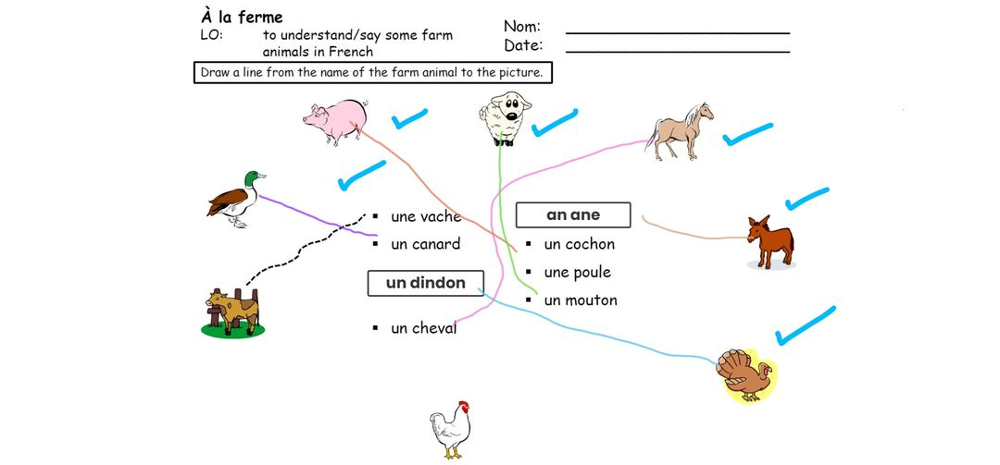 À la ferme
LO: to understand/say some farm
animals in French
Nom:
Date:
Draw a line from the name of the farm animal to the picture.
▪ une vache
▪ un canard
un dindon
▪ un cheval
an ane
▪ un cochon
▪ une poule
▪ un mouton